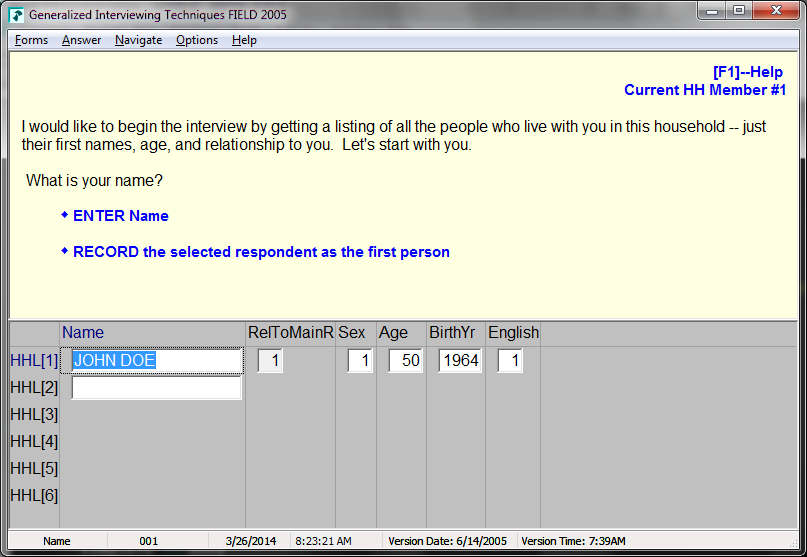 Generalized Interviewing Techniques FIELD 2005
Forms Answer Navigate Options Help
[F1]--Help
Current HH Member #1
I would like to begin the interview by getting a listing of all the people who live with you in this household -- just
their first names, age, and relationship to you.  Let's start with you.
What is your name?
ENTER Name
RECORD the selected respondent as the first person
Name RelToMainR Sex Age BirthYr English
HHL[1] JOHN DOE 1 1 50 1964 1
HHL[2]
HHL[3]
HHL[4]
HHL[5]
HHL[6]
Name 001 3/26/2014 8:23:21 AM Version Date: 6/14/2005 Version Time: 7:39AM